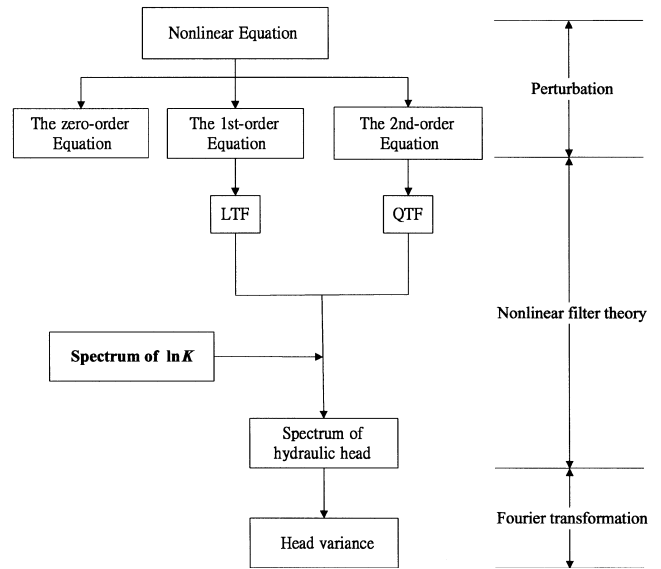 Nonlinear Equation
Perturbation
The zero-order
Equation
The 1st-order
Equation
The 2nd-order
Equation
LTF
QTF
Nonlinear filter theory
Spectrum of lnK
Spectrum of
hydraulic head
Fourier transformation
Head variance